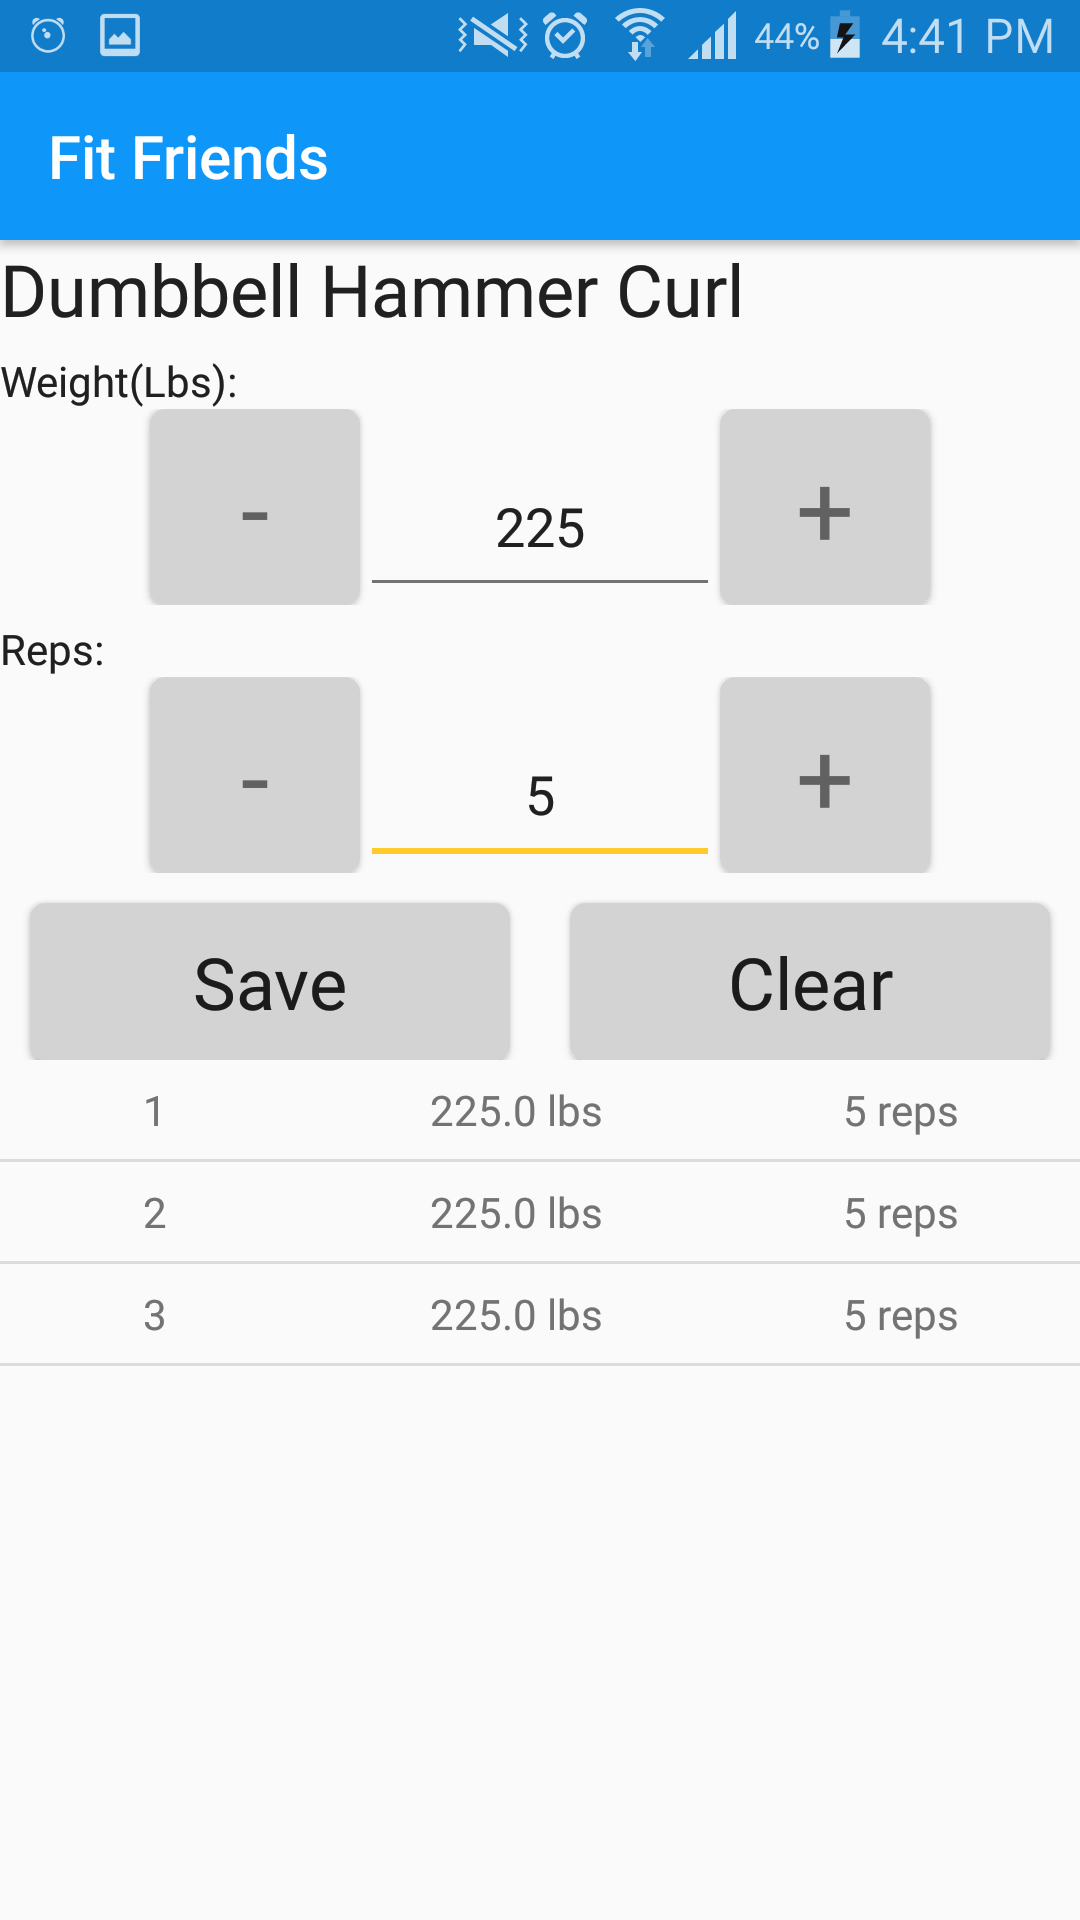 44% 4:41 PM
Fit Friends
Dumbbell Hammer Curl
Weight(Lbs):
- 225 +
Reps:
- 5 +
Save Clear
1 225.0 lbs 5 reps
2 225.0 lbs 5 reps
3 225.0 lbs 5 reps